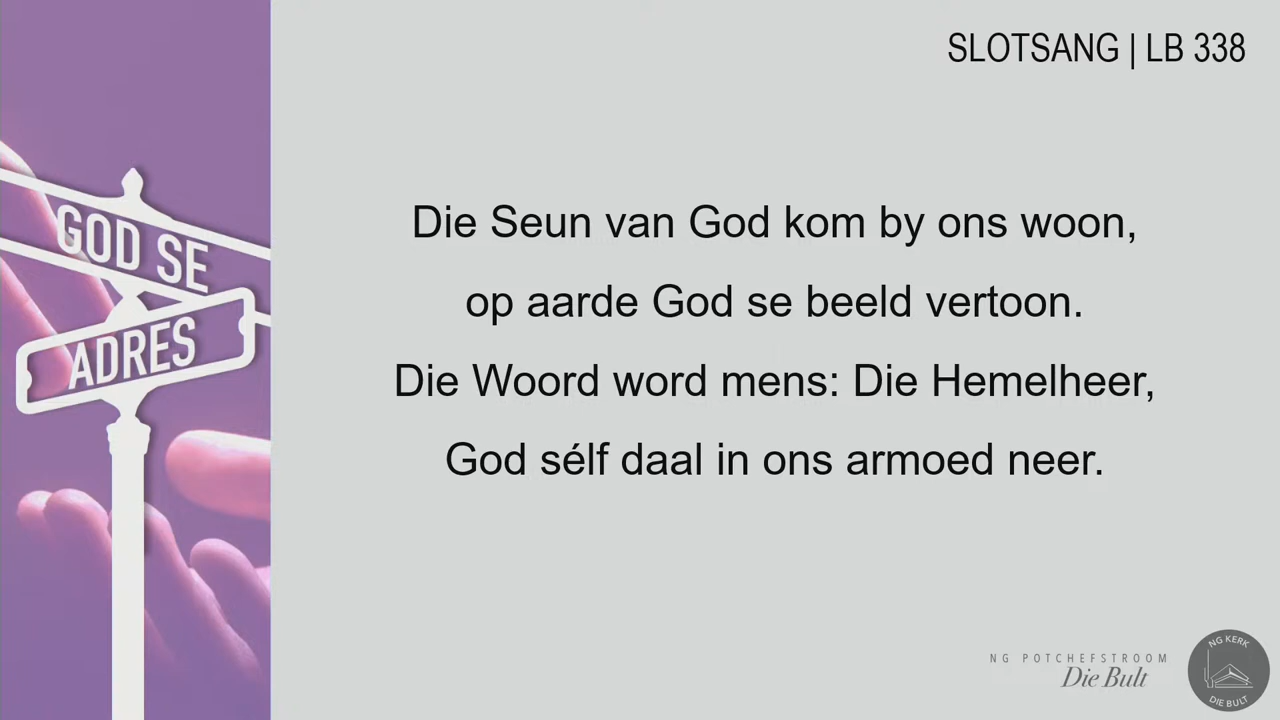 SLOTSANG | LB 338
GOD SE
ADRES
Die Seun van God kom by ons woon,
op aarde God se beeld vertoon.
Die Woord word mens: Die Hemelheer,
God sélf daal in ons armoed neer.
NG POTCHEFSTROOM
Die Bult
NG KERK
DIE BULT